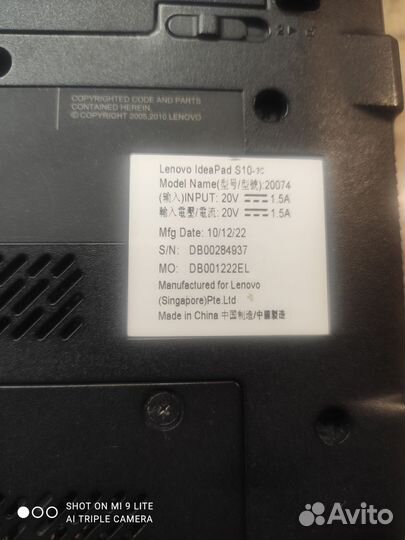 2
COPYRIGHTED CODE AND PARTS
CONTAINED HEREIN.
© COPYRIGHT 2005,2010 LENOVO
Lenovo IdeaPad S10-3c
Model Name(型号/型號):20074
(输入)INPUT: 20V ⎓ 1.5A
輸入電壓/電流: 20V ⎓ 1.5A
Mfg Date: 10/12/22
S/N: DB00284937
MO: DB001222EL
Manufactured for Lenovo
(Singapore)Pte.Ltd
Made in China 中国制造/中國製造
SHOT ON MI 9 LITE
AI TRIPLE CAMERA
Avito